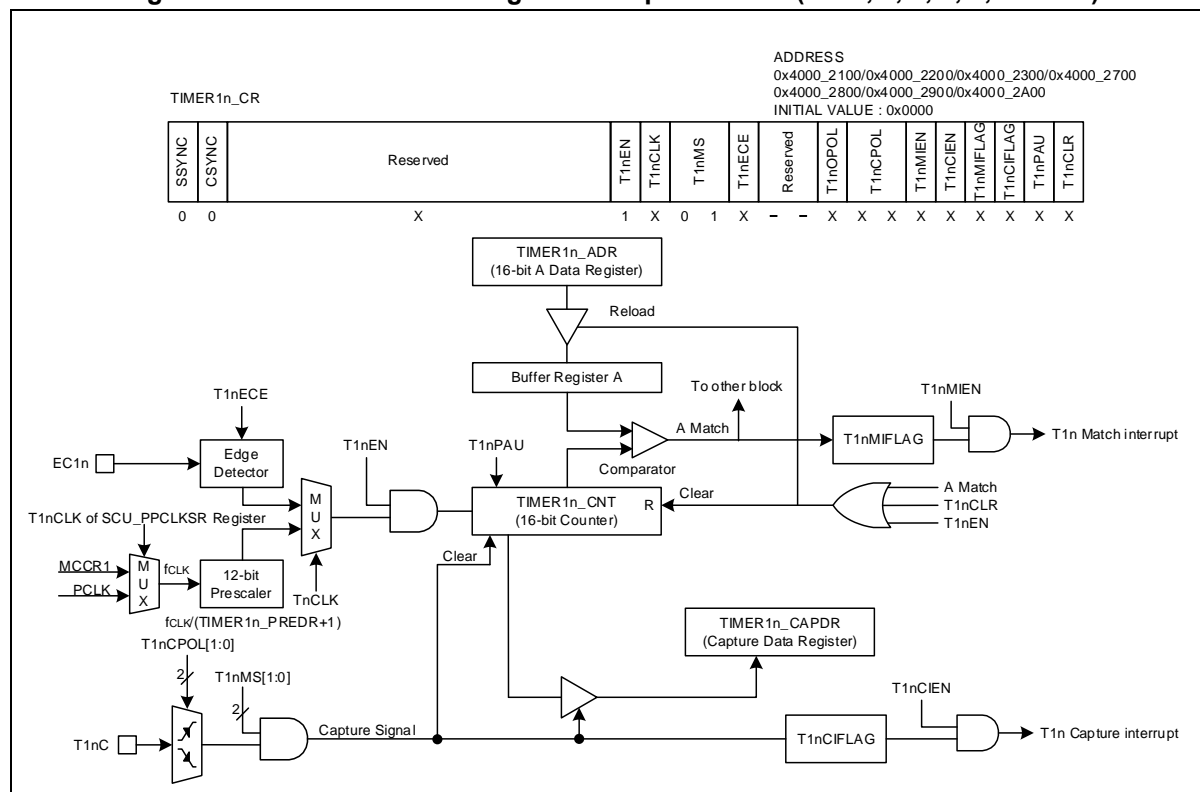 ADDRESS
0x4000_2100/0x4000_2200/0x4000_2300/0x4000_2700
0x4000_2800/0x4000_2900/0x4000_2A00
INITIAL VALUE : 0x0000
TIMER1n_CR
SSYNC CSYNC Reserved T1nEN T1nCLK T1nMS T1nECE Reserved T1nOPOL T1nCPOL T1nMIEN T1nCIEN T1nMIFLAG T1nCIFLAG T1nPAU T1nCLR
0 0 X 1 X 0 1 X – – X X X X X X X X X
TIMER1n_ADR
(16-bit A Data Register)
Reload
Buffer Register A
To other block
T1nECE
T1nMIEN
A Match
T1nMIFLAG
T1n Match interrupt
EC1n
Edge
Detector
T1nEN
T1nPAU
Comparator
MUX
TIMER1n_CNT
(16-bit Counter)
R
Clear
A Match
T1nCLR
T1nEN
T1nCLK of SCU_PPCLKSR Register
MCCR1
PCLK
MUX
fCLK
12-bit
Prescaler
TnCLK
Clear
fCLK/(TIMER1n_PREDR+1)
TIMER1n_CAPDR
(Capture Data Register)
T1nCPOL[1:0]
2
T1nMS[1:0]
2
T1nCIEN
T1nC
Capture Signal
T1nCIFLAG
T1n Capture interrupt